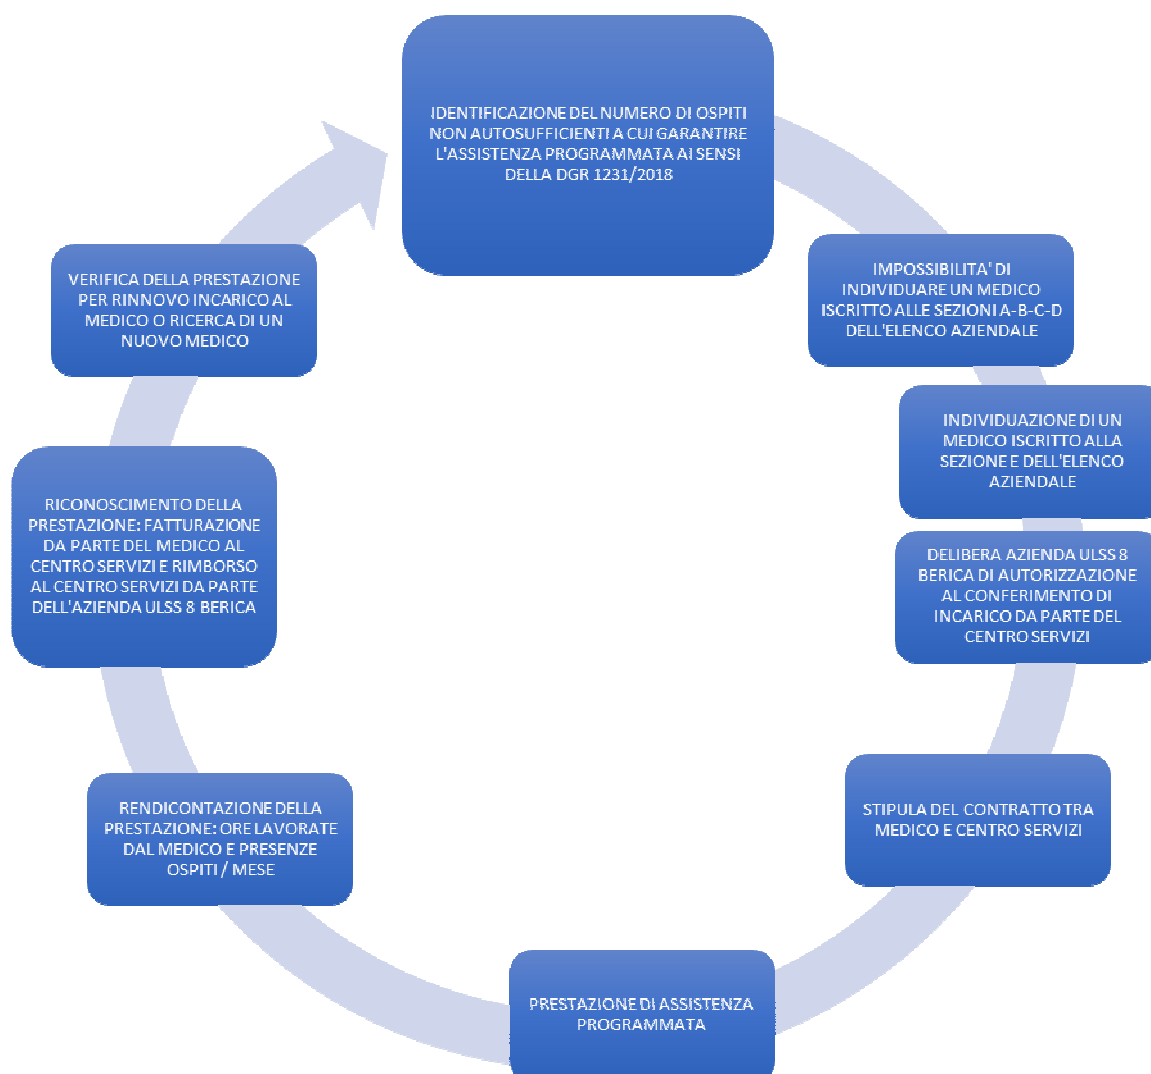 IDENTIFICAZIONE DEL NUMERO DI OSPITI
NON AUTOSUFFICIENTI A CUI GARANTIRE
L'ASSISTENZA PROGRAMMATA AI SENSI
DELLA DGR 1231/2018
IMPOSSIBILITA' DI
INDIVIDUARE UN MEDICO
ISCRITTO ALLE SEZIONI A-B-C-D
DELL'ELENCO AZIENDALE
INDIVIDUAZIONE DI UN
MEDICO ISCRITTO ALLA
SEZIONE E DELL'ELENCO
AZIENDALE
DELIBERA AZIENDA ULSS 8
BERICA DI AUTORIZZAZIONE
AL CONFERIMENTO DI
INCARICO DA PARTE DEL
CENTRO SERVIZI
STIPULA DEL CONTRATTO TRA
MEDICO E CENTRO SERVIZI
PRESTAZIONE DI ASSISTENZA
PROGRAMMATA
RENDICONTAZIONE DELLA
PRESTAZIONE: ORE LAVORATE
DAL MEDICO E PRESENZE
OSPITI / MESE
RICONOSCIMENTO DELLA
PRESTAZIONE: FATTURAZIONE
DA PARTE DEL MEDICO AL
CENTRO SERVIZI E RIMBORSO
AL CENTRO SERVIZI DA PARTE
DELL'AZIENDA ULSS 8 BERICA
VERIFICA DELLA PRESTAZIONE
PER RINNOVO INCARICO AL
MEDICO O RICERCA DI UN
NUOVO MEDICO